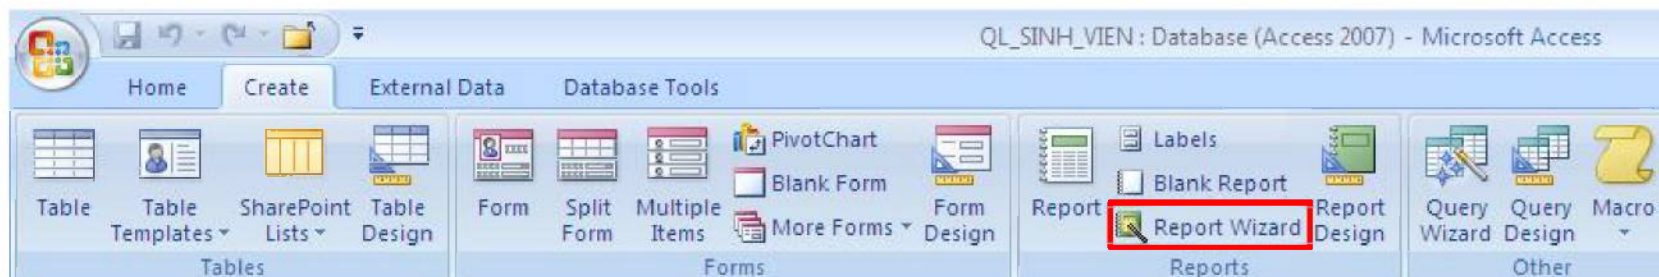 QL_SINH_VIEN : Database (Access 2007) - Microsoft Access
Home Create External Data Database Tools
Table
Table Templates
SharePoint Lists
Table Design
Tables
Form
Split Form
Multiple Items
PivotChart
Blank Form
More Forms
Form Design
Forms
Report
Labels
Blank Report
Report Wizard
Report Design
Reports
Query Wizard
Query Design
Macro
Other